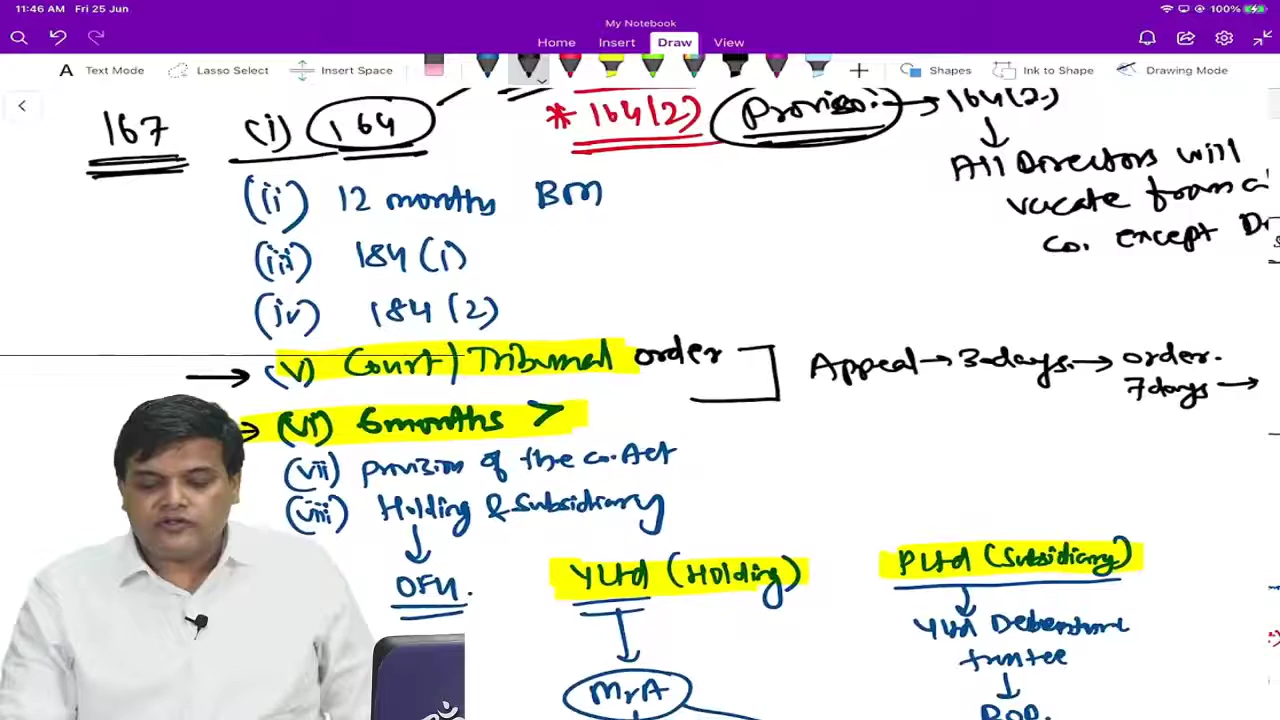 11:46 AM Fri 25 Jun
100%
My Notebook
Home Insert Draw View
A Text Mode Lasso Select Insert Space Shapes Ink to Shape Drawing Mode
167 (i) 164 * 164(2) Proviso: → 164(2)
All Directors will
vacate from a
co. except
(ii) 12 months BM
(iii) 184(1)
(iv) 184(2)
(v) Court/Tribunal order
Appeal → 3 days → order.
7 days →
(vi) 6 months >
(vii) provision of the co. Act
(viii) Holding & Subsidiary
OFU.
Y Ltd (Holding)
P Ltd (Subsidiary)
Y Ltd Debenture
trustee
Mr A